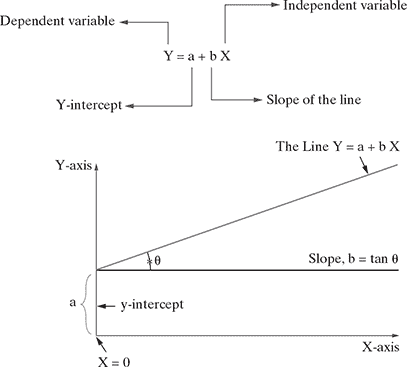 Independent variable
Dependent variable
Y = a + b X
Y-intercept
Slope of the line
The Line Y = a + b X
Y-axis
θ
Slope, b = tan θ
a
y-intercept
X-axis
X = 0